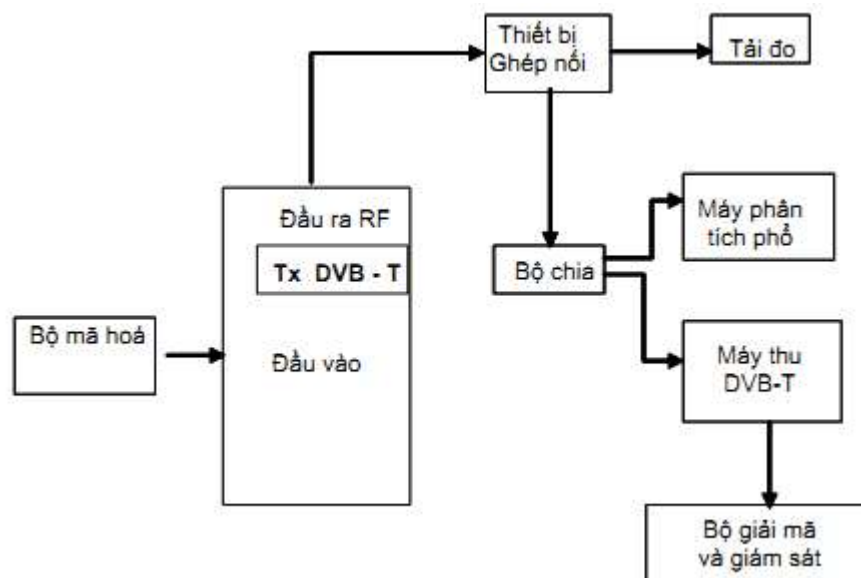 Thiết bị
Ghép nối
Tải đo
Đầu ra RF
Tx DVB - T
Đầu vào
Bộ mã hoá
Bộ chia
Máy phân
tích phổ
Máy thu
DVB-T
Bộ giải mã
và giám sát